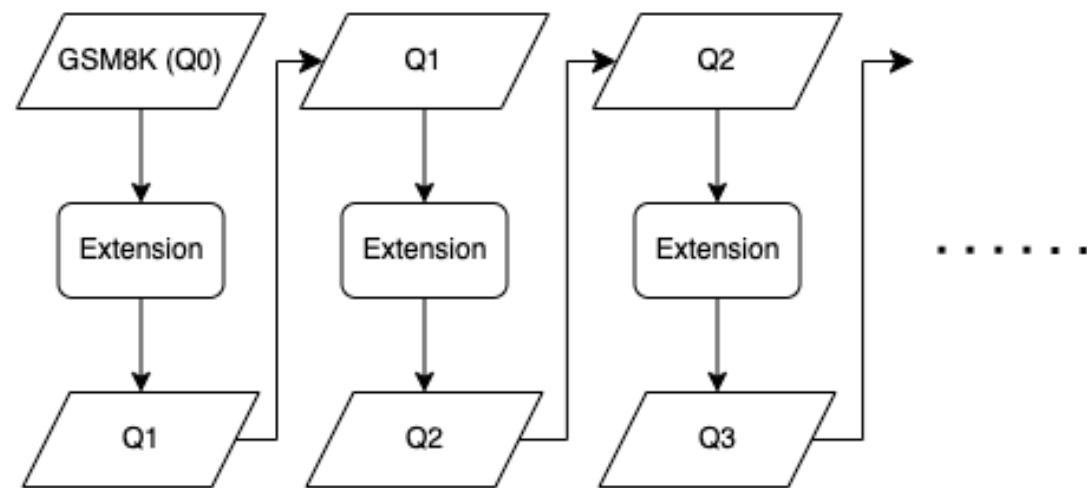 GSM8K (Q0)
Q1
Q2
Extension
Extension
Extension
......
Q1
Q2
Q3